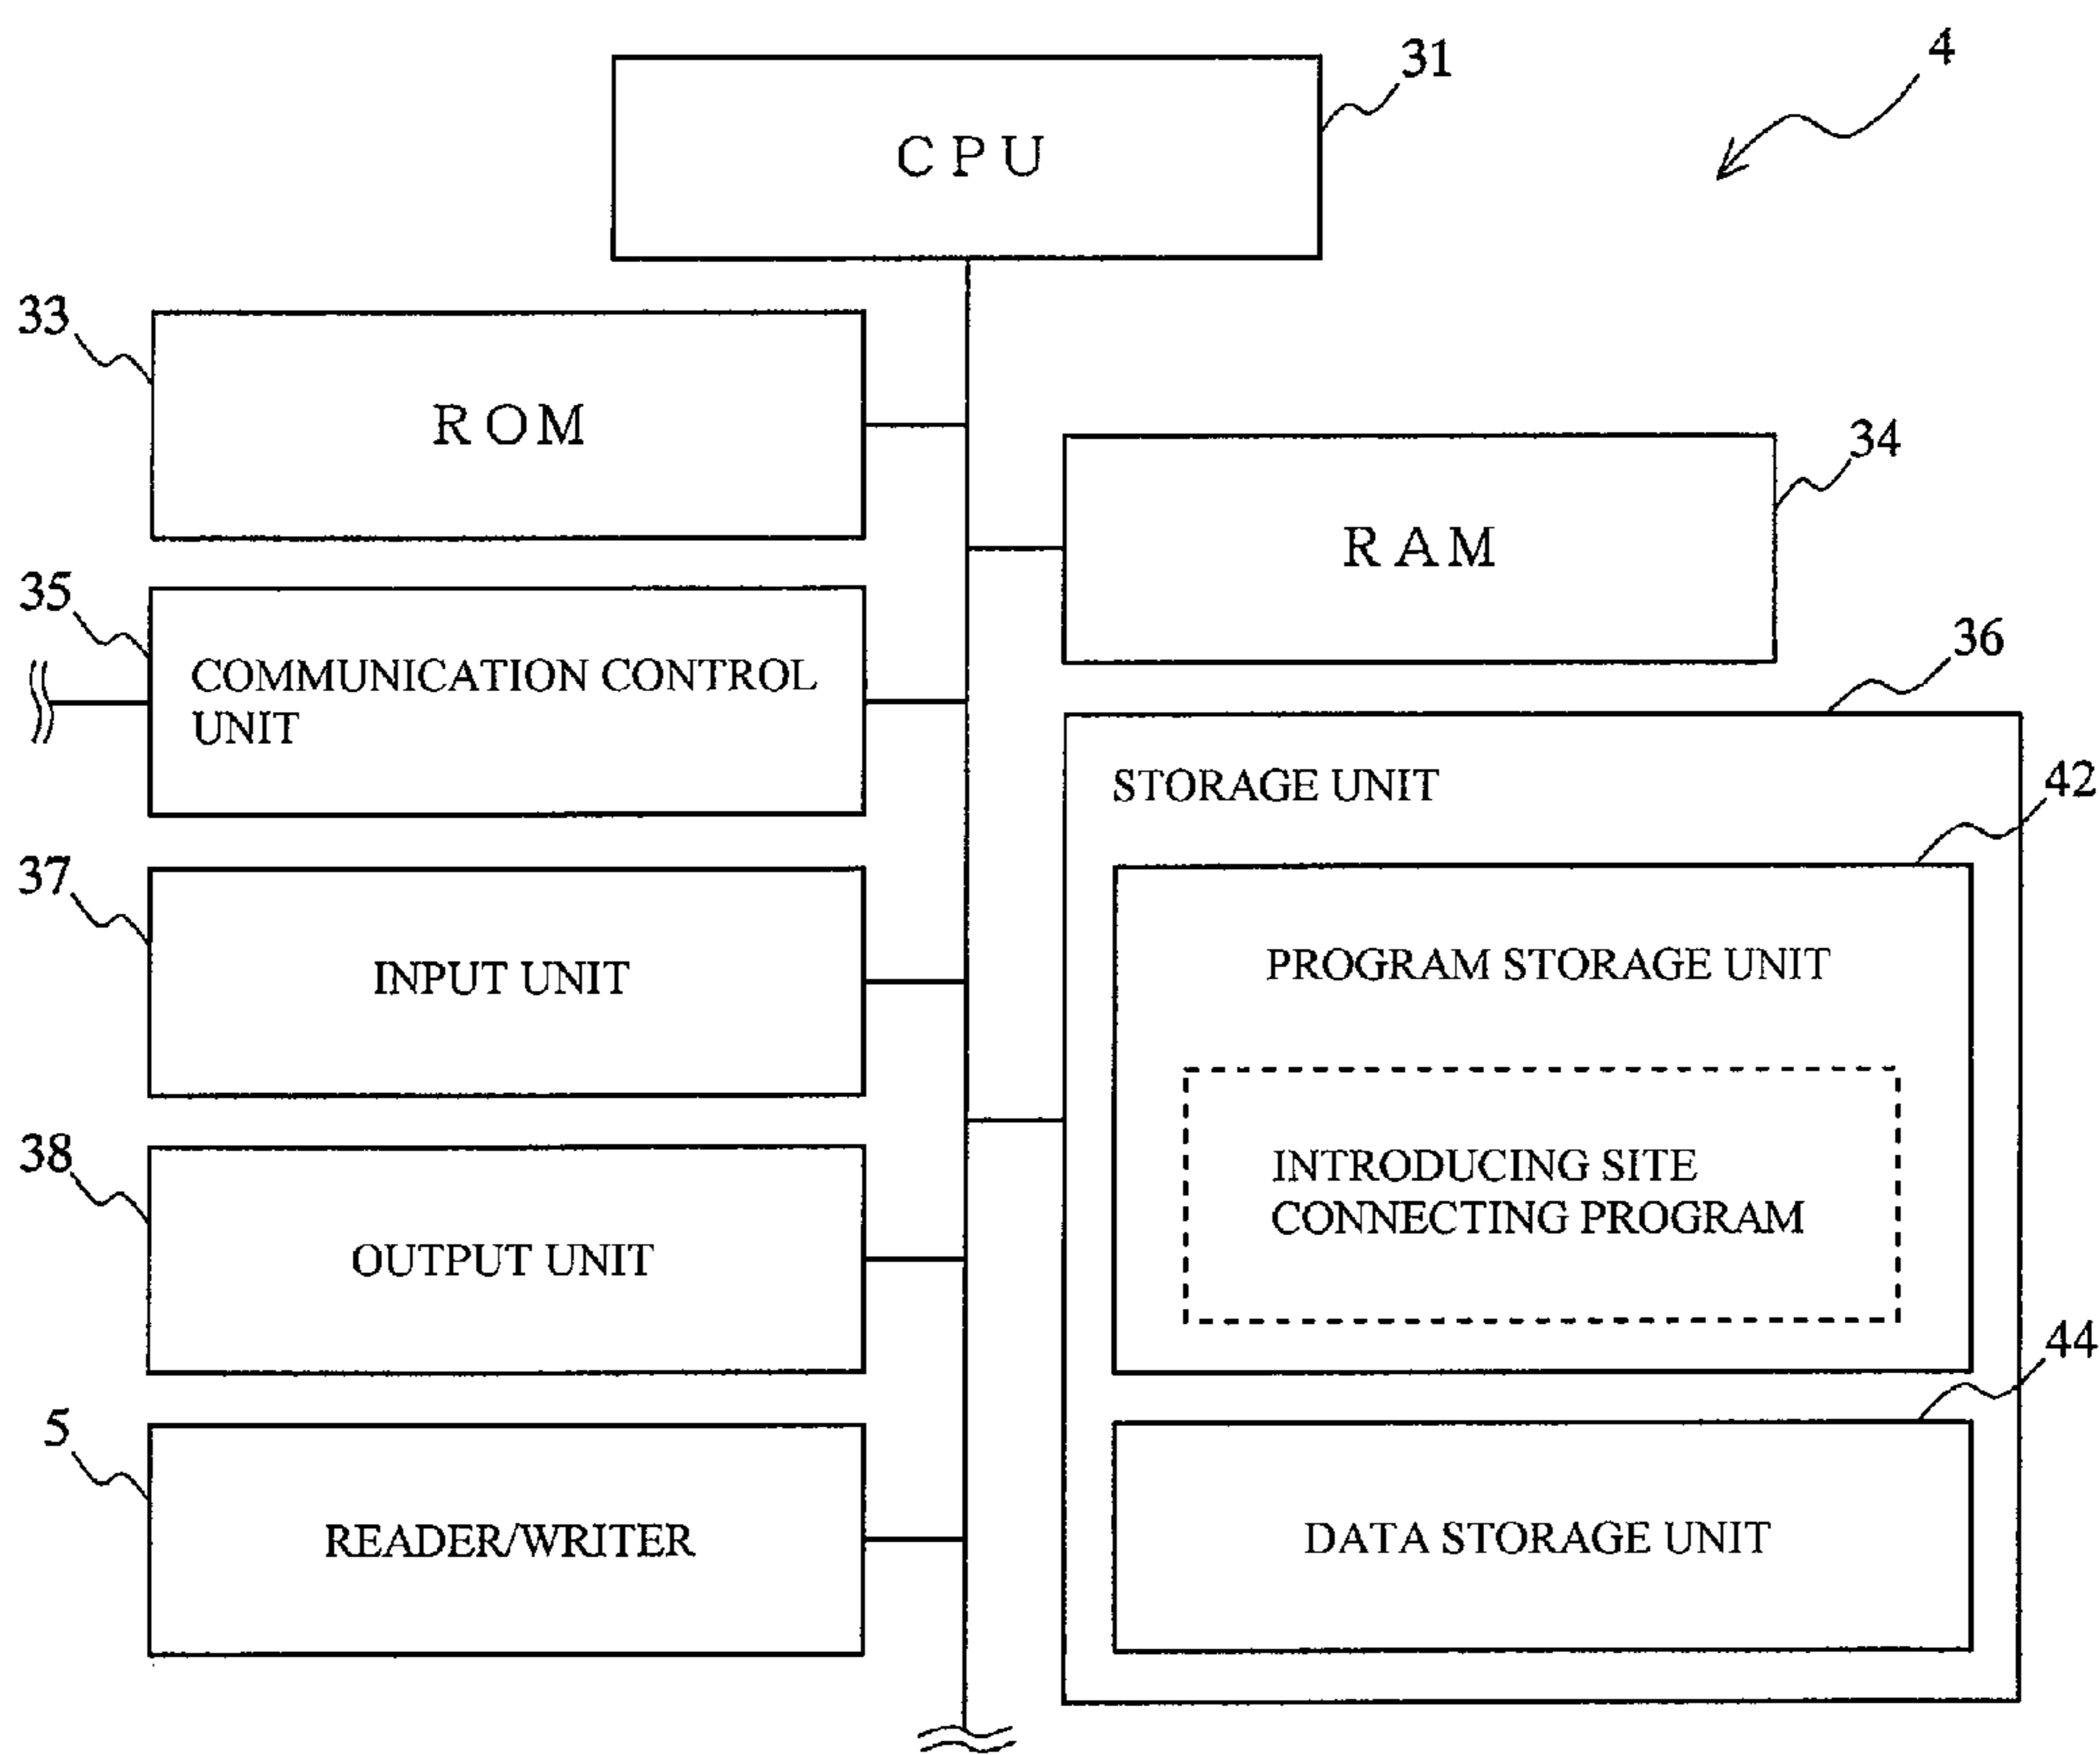 4
31
CPU
33
ROM
34
RAM
35
COMMUNICATION CONTROL
UNIT
36
STORAGE UNIT
42
PROGRAM STORAGE UNIT
INTRODUCING SITE
CONNECTING PROGRAM
44
DATA STORAGE UNIT
37
INPUT UNIT
38
OUTPUT UNIT
5
READER/WRITER